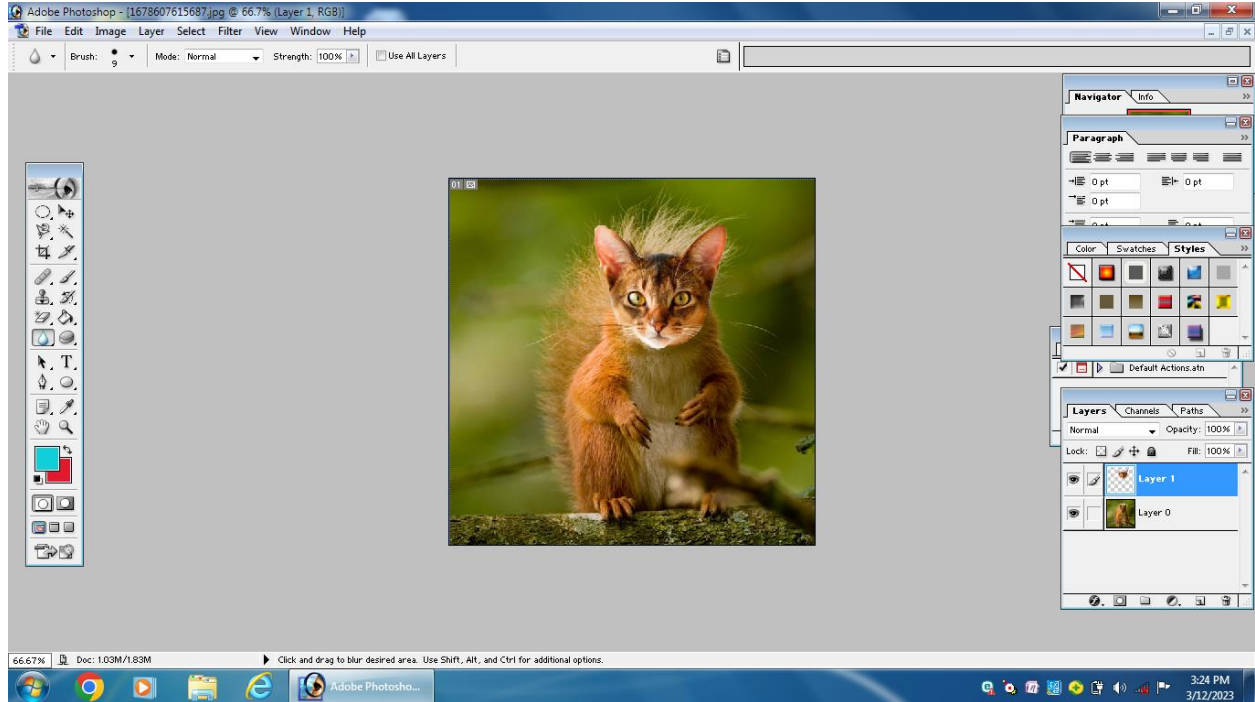 Adobe Photoshop - [1678607615687.jpg @ 66.7% (Layer 1, RGB)]
File Edit Image Layer Select Filter View Window Help
Brush: 9 Mode: Normal Strength: 100% Use All Layers
Navigator Info
Paragraph
0 pt 0 pt
0 pt
01
Color Swatches Styles
Default Actions.atn
Layers Channels Paths
Normal Opacity: 100%
Lock: Fill: 100%
Layer 1
Layer 0
T
66.67% Doc: 1.03M/1.83M Click and drag to blur desired area. Use Shift, Alt, and Ctrl for additional options.
Adobe Photosho...
3:24 PM
3/12/2023